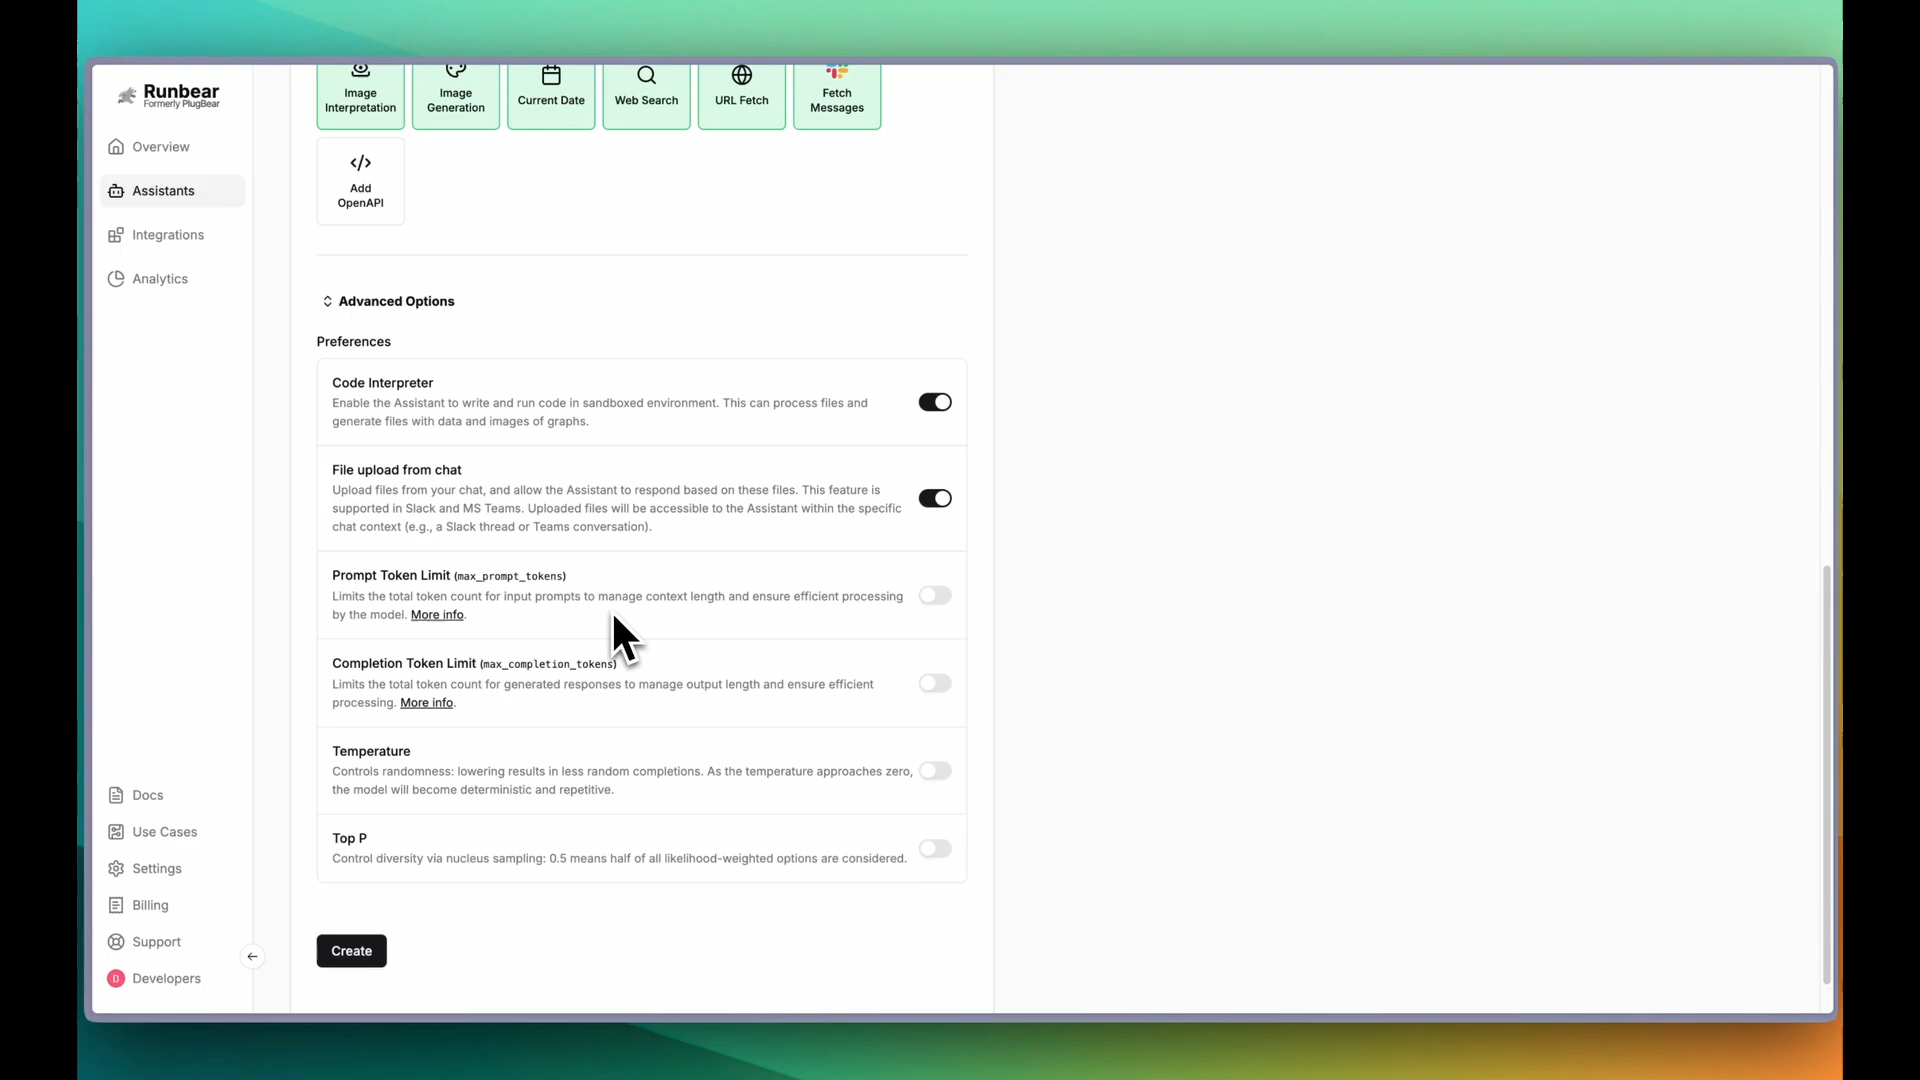 Runbear
Formerly PlugBear
Overview
Assistants
Integrations
Analytics
Docs
Use Cases
Settings
Billing
Support
D
Developers
Image
Interpretation
Image
Generation
Current Date
Web Search
URL Fetch
Fetch
Messages
</>
Add
OpenAPI
Advanced Options
Preferences
Code Interpreter
Enable the Assistant to write and run code in sandboxed environment. This can process files and
generate files with data and images of graphs.
File upload from chat
Upload files from your chat, and allow the Assistant to respond based on these files. This feature is
supported in Slack and MS Teams. Uploaded files will be accessible to the Assistant within the specific
chat context (e.g., a Slack thread or Teams conversation).
Prompt Token Limit (max_prompt_tokens)
Limits the total token count for input prompts to manage context length and ensure efficient processing
by the model. More info.
Completion Token Limit (max_completion_tokens)
Limits the total token count for generated responses to manage output length and ensure efficient
processing. More info.
Temperature
Controls randomness: lowering results in less random completions. As the temperature approaches zero,
the model will become deterministic and repetitive.
Top P
Control diversity via nucleus sampling: 0.5 means half of all likelihood-weighted options are considered.
Create